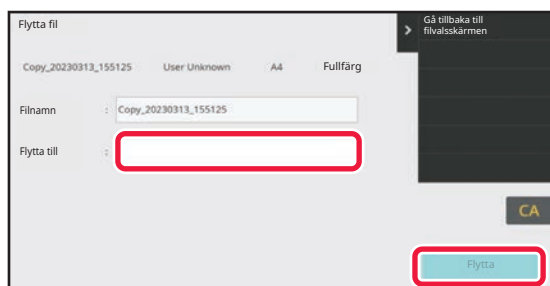 Flytta fil
Gå tillbaka till
filvalsskärmen
Copy_20230313_155125 User Unknown A4 Fullfärg
Filnamn : Copy_20230313_155125
Flytta till :
CA
Flytta